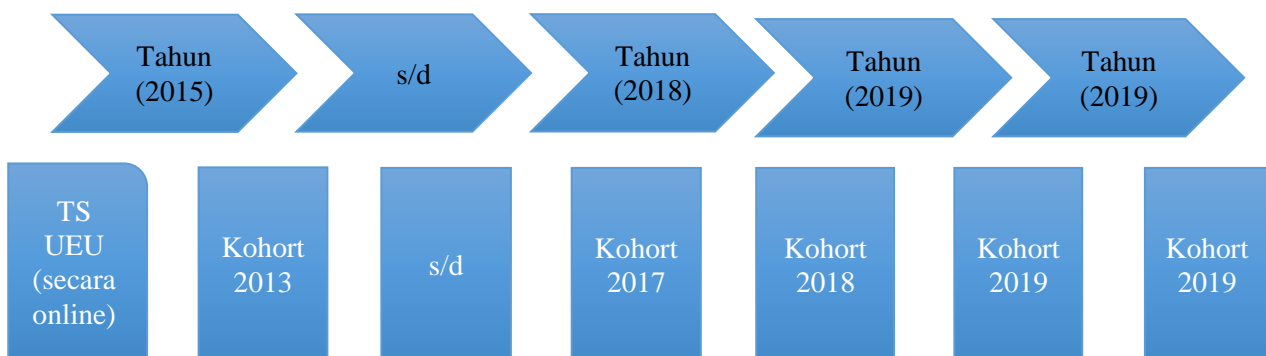 Tahun
(2015)
s/d
Tahun
(2018)
Tahun
(2019)
Tahun
(2019)
TS
UEU
(secara
online)
Kohort
2013
s/d
Kohort
2017
Kohort
2018
Kohort
2019
Kohort
2019